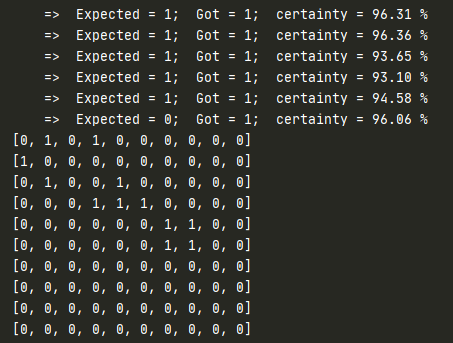 =>  Expected = 1;  Got = 1;  certainty = 96.31 %
=>  Expected = 1;  Got = 1;  certainty = 96.36 %
=>  Expected = 1;  Got = 1;  certainty = 93.65 %
=>  Expected = 1;  Got = 1;  certainty = 93.10 %
=>  Expected = 1;  Got = 1;  certainty = 94.58 %
=>  Expected = 0;  Got = 1;  certainty = 96.06 %
[0, 1, 0, 1, 0, 0, 0, 0, 0, 0]
[1, 0, 0, 0, 0, 0, 0, 0, 0, 0]
[0, 1, 0, 0, 1, 0, 0, 0, 0, 0]
[0, 0, 0, 1, 1, 1, 0, 0, 0, 0]
[0, 0, 0, 0, 0, 0, 1, 1, 0, 0]
[0, 0, 0, 0, 0, 0, 1, 1, 0, 0]
[0, 0, 0, 0, 0, 0, 0, 0, 0, 0]
[0, 0, 0, 0, 0, 0, 0, 0, 0, 0]
[0, 0, 0, 0, 0, 0, 0, 0, 0, 0]
[0, 0, 0, 0, 0, 0, 0, 0, 0, 0]